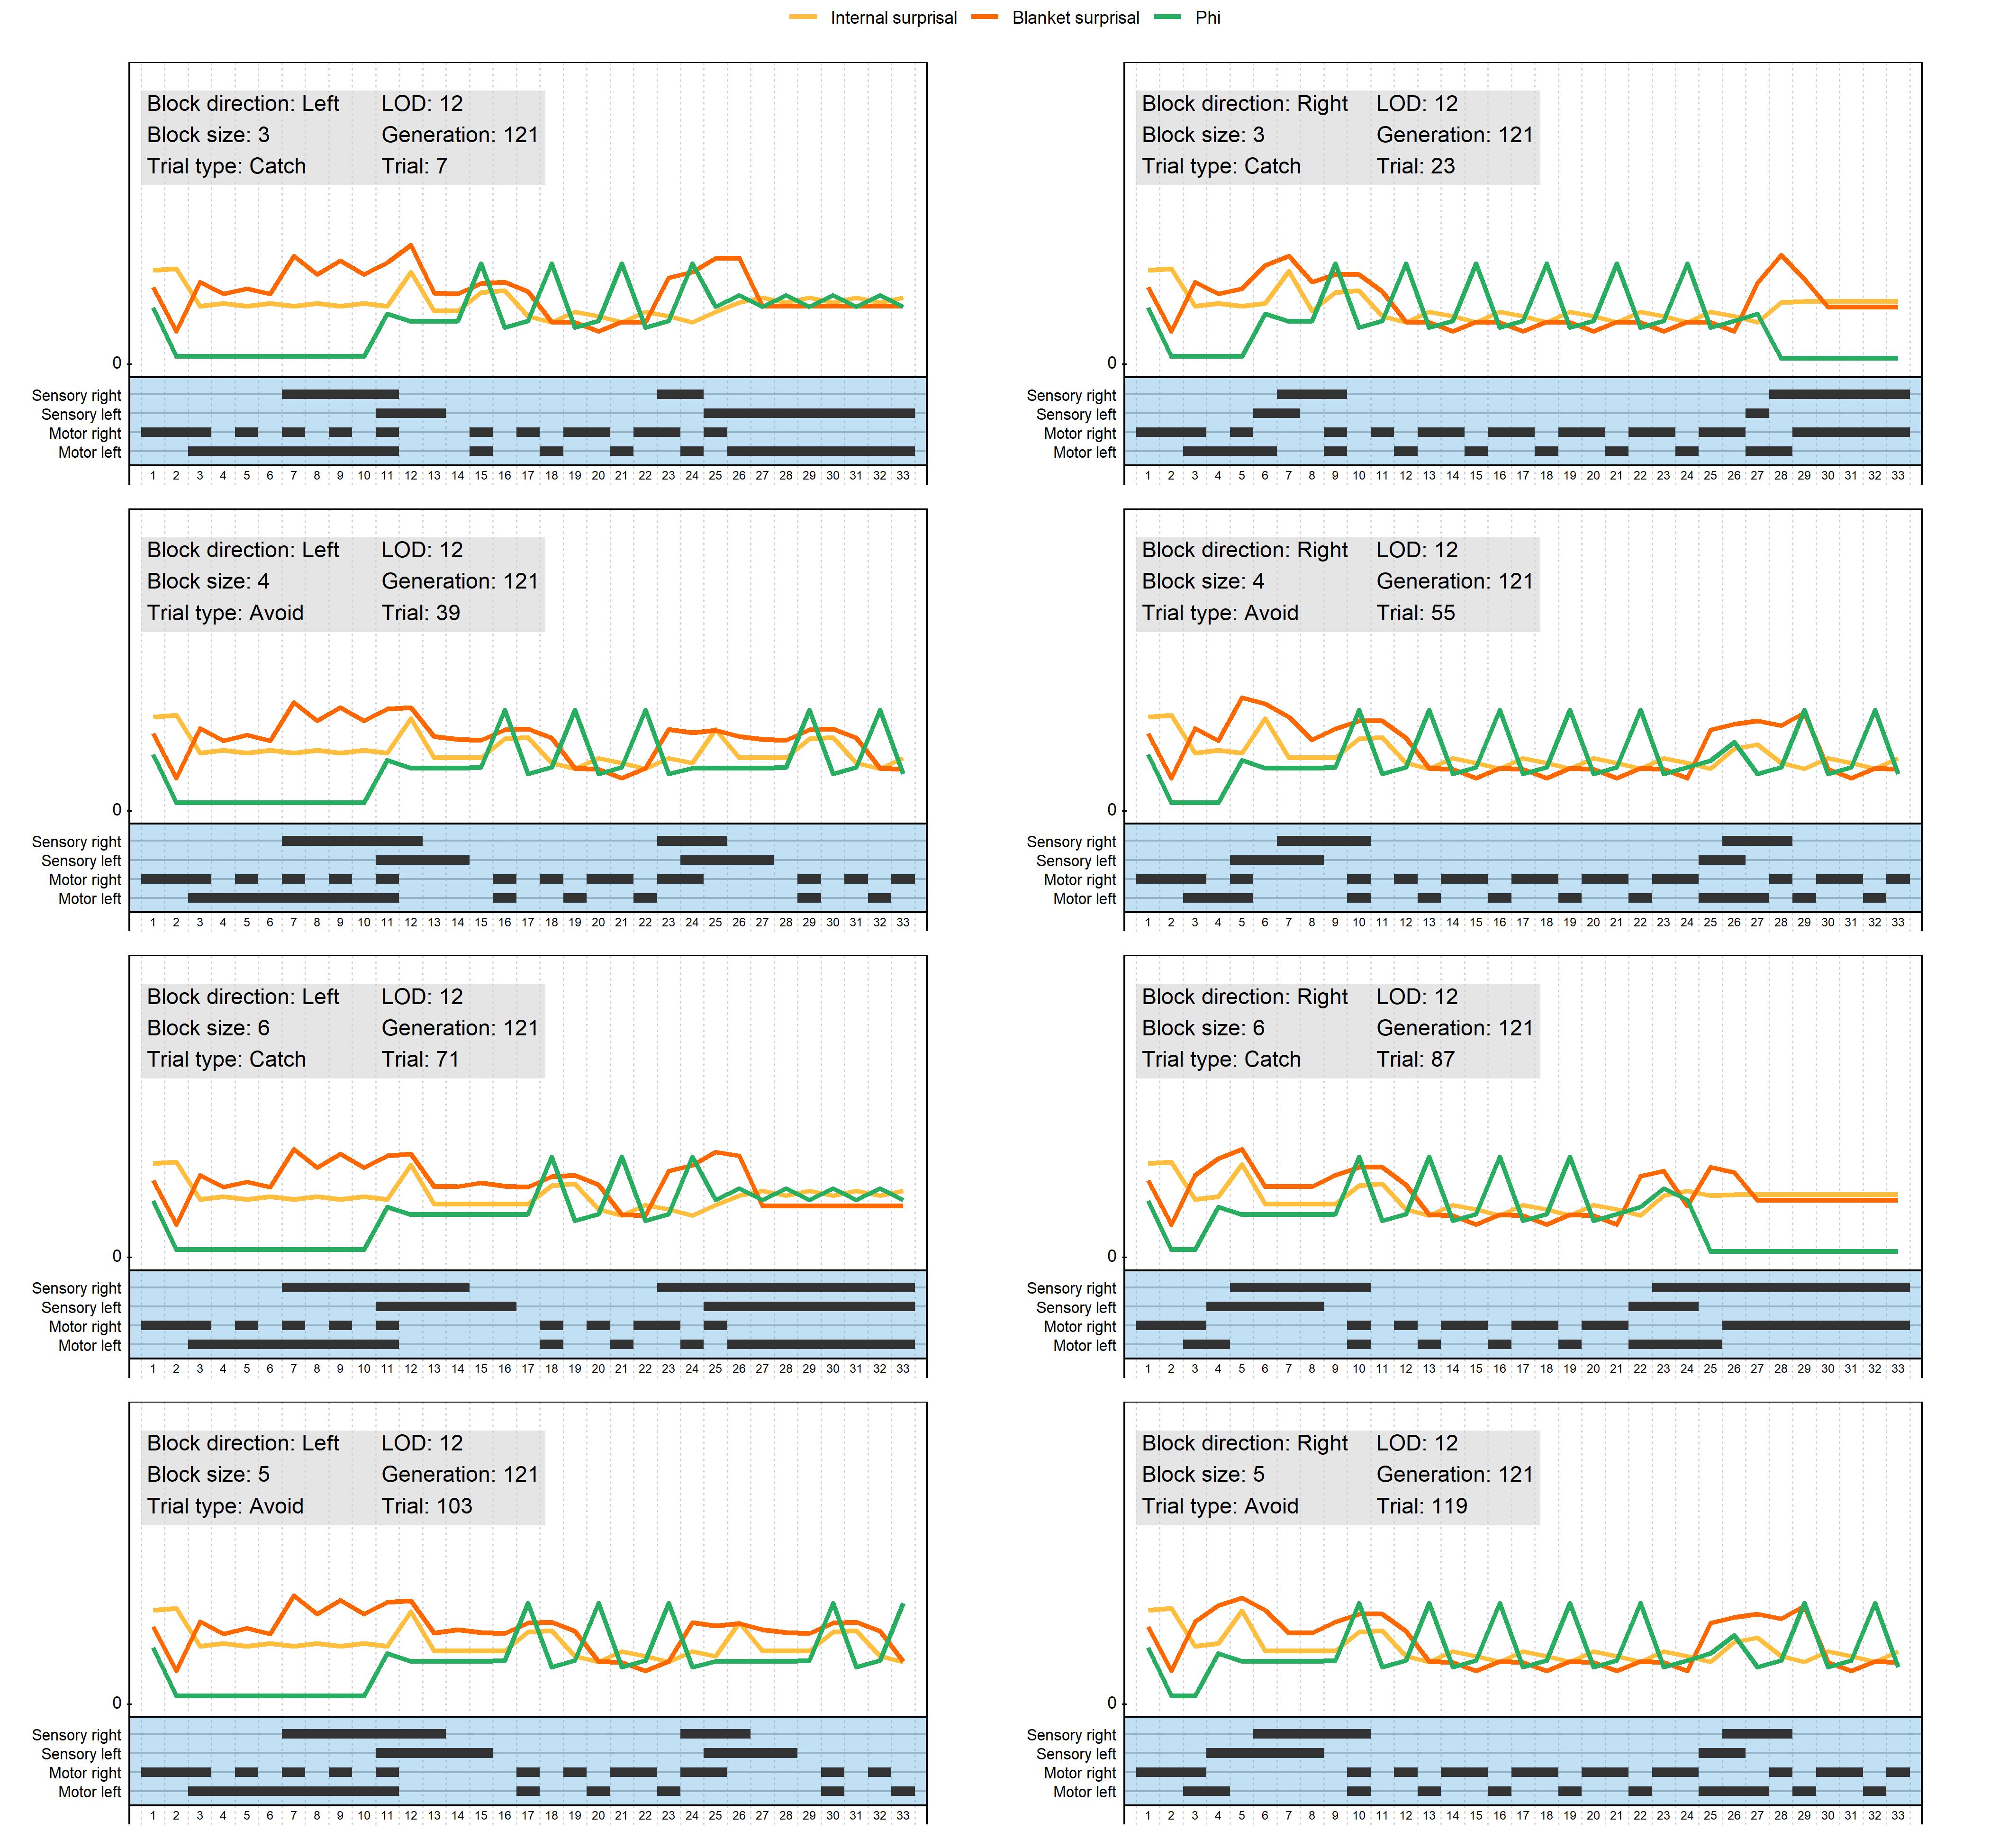 Internal surprisal Blanket surprisal Phi
Block direction: Left LOD: 12
Block size: 3 Generation: 121
Trial type: Catch Trial: 7
0
Sensory right
Sensory left
Motor right
Motor left
1 2 3 4 5 6 7 8 9 10 11 12 13 14 15 16 17 18 19 20 21 22 23 24 25 26 27 28 29 30 31 32 33
Block direction: Right LOD: 12
Block size: 3 Generation: 121
Trial type: Catch Trial: 23
0
Sensory right
Sensory left
Motor right
Motor left
1 2 3 4 5 6 7 8 9 10 11 12 13 14 15 16 17 18 19 20 21 22 23 24 25 26 27 28 29 30 31 32 33
Block direction: Left LOD: 12
Block size: 4 Generation: 121
Trial type: Avoid Trial: 39
0
Sensory right
Sensory left
Motor right
Motor left
1 2 3 4 5 6 7 8 9 10 11 12 13 14 15 16 17 18 19 20 21 22 23 24 25 26 27 28 29 30 31 32 33
Block direction: Right LOD: 12
Block size: 4 Generation: 121
Trial type: Avoid Trial: 55
0
Sensory right
Sensory left
Motor right
Motor left
1 2 3 4 5 6 7 8 9 10 11 12 13 14 15 16 17 18 19 20 21 22 23 24 25 26 27 28 29 30 31 32 33
Block direction: Left LOD: 12
Block size: 6 Generation: 121
Trial type: Catch Trial: 71
0
Sensory right
Sensory left
Motor right
Motor left
1 2 3 4 5 6 7 8 9 10 11 12 13 14 15 16 17 18 19 20 21 22 23 24 25 26 27 28 29 30 31 32 33
Block direction: Right LOD: 12
Block size: 6 Generation: 121
Trial type: Catch Trial: 87
0
Sensory right
Sensory left
Motor right
Motor left
1 2 3 4 5 6 7 8 9 10 11 12 13 14 15 16 17 18 19 20 21 22 23 24 25 26 27 28 29 30 31 32 33
Block direction: Left LOD: 12
Block size: 5 Generation: 121
Trial type: Avoid Trial: 103
0
Sensory right
Sensory left
Motor right
Motor left
1 2 3 4 5 6 7 8 9 10 11 12 13 14 15 16 17 18 19 20 21 22 23 24 25 26 27 28 29 30 31 32 33
Block direction: Right LOD: 12
Block size: 5 Generation: 121
Trial type: Avoid Trial: 119
0
Sensory right
Sensory left
Motor right
Motor left
1 2 3 4 5 6 7 8 9 10 11 12 13 14 15 16 17 18 19 20 21 22 23 24 25 26 27 28 29 30 31 32 33